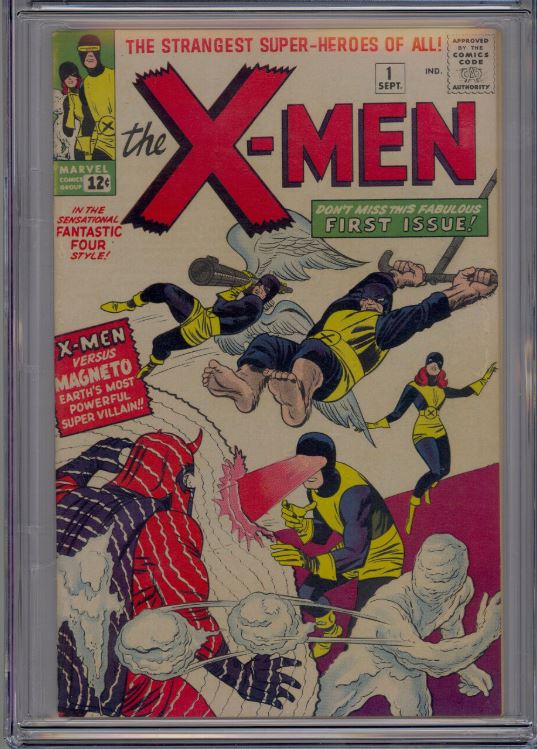 THE STRANGEST SUPER-HEROES OF ALL!
APPROVED
BY THE
COMICS
CODE
CA
AUTHORITY
1
SEPT.
IND.
the X-MEN
MARVEL
COMICS
GROUP
12¢
IN THE
SENSATIONAL
FANTASTIC
FOUR
STYLE!
DON'T MISS THIS FABULOUS
FIRST ISSUE!
X-MEN
VERSUS
MAGNETO
EARTH'S MOST
POWERFUL
SUPER VILLAIN!!